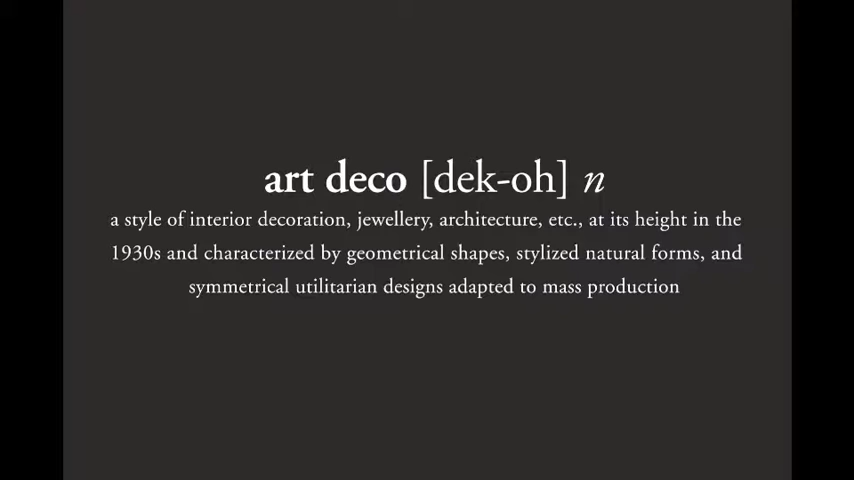 art deco [dek-oh] n
a style of interior decoration, jewellery, architecture, etc., at its height in the
1930s and characterized by geometrical shapes, stylized natural forms, and
symmetrical utilitarian designs adapted to mass production